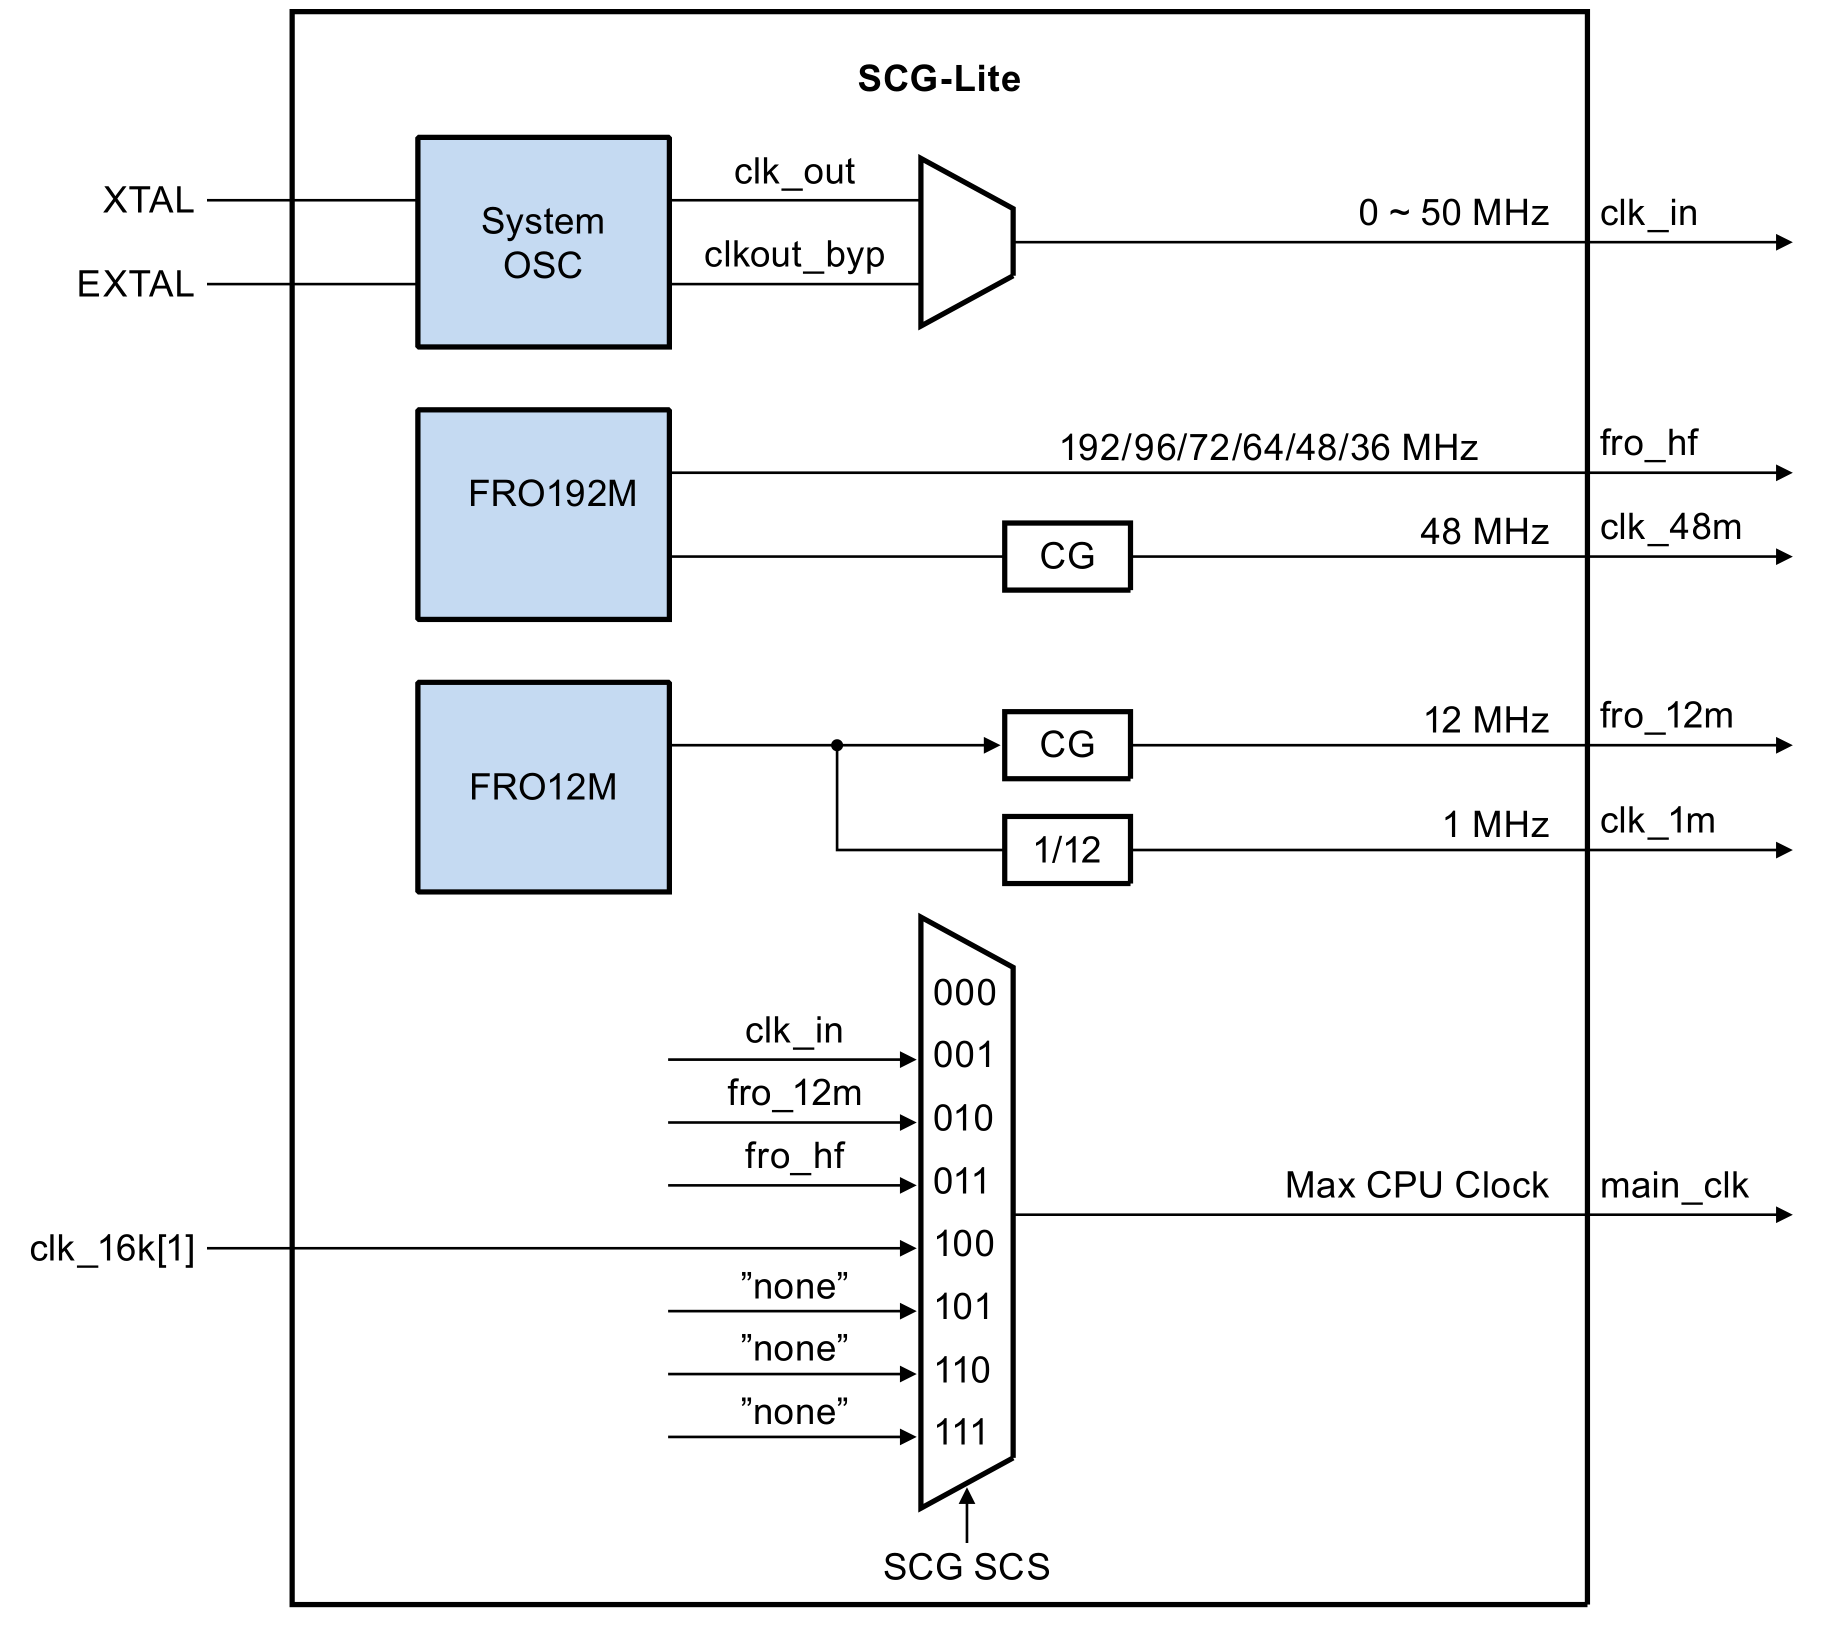 SCG-Lite
XTAL
EXTAL
System
OSC
clk_out
clkout_byp
0 ~ 50 MHz
clk_in
FRO192M
192/96/72/64/48/36 MHz
fro_hf
CG
48 MHz
clk_48m
FRO12M
CG
12 MHz
fro_12m
1/12
1 MHz
clk_1m
000
clk_in
001
fro_12m
010
fro_hf
011
clk_16k[1]
100
”none”
101
”none”
110
”none”
111
Max CPU Clock
main_clk
SCG SCS